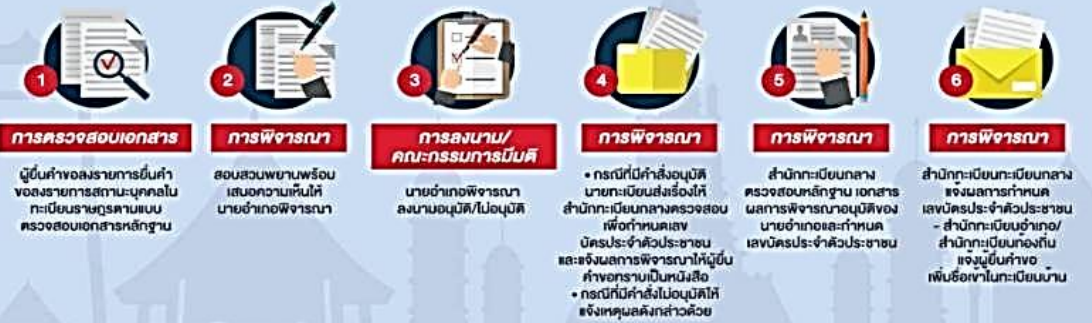 1
การตรวจสอบเอกสาร
ผู้ยื่นคำขอลงรายการยื่นคำ
ขอลงรายการสถานะบุคคลใน
ทะเบียนราษฎรตามแบบ
ตรวจสอบเอกสารหลักฐาน
2
การพิจารณา
สอบสวนพยานพร้อม
เสนอความเห็นให้
นายอำเภอพิจารณา
3
การลงนาม/
คณะกรรมการมีมติ
นายอำเภอพิจารณา
ลงนามอนุมัติ/ไม่อนุมัติ
4
การพิจารณา
• กรณีที่มีคำสั่งอนุมัติ
นายทะเบียนส่งเรื่องให้
สำนักทะเบียนกลางตรวจสอบ
เพื่อกำหนดเลข
บัตรประจำตัวประชาชน
และแจ้งผลการพิจารณาให้ผู้ยื่น
คำขอทราบเป็นหนังสือ
• กรณีที่มีคำสั่งไม่อนุมัติให้
แจ้งเหตุผลดังกล่าวด้วย
5
การพิจารณา
สำนักทะเบียนกลาง
ตรวจสอบหลักฐาน เอกสาร
ผลการพิจารณาอนุมัติของ
นายอำเภอและกำหนด
เลขบัตรประจำตัวประชาชน
6
การพิจารณา
สำนักทะเบียนทะเบียนกลาง
แจ้งผลการกำหนด
เลขบัตรประจำตัวประชาชน
- สำนักทะเบียนอำเภอ/
สำนักทะเบียนท้องถิ่น
แจ้งผู้ยื่นคำขอ
เพิ่มชื่อเข้าในทะเบียนบ้าน